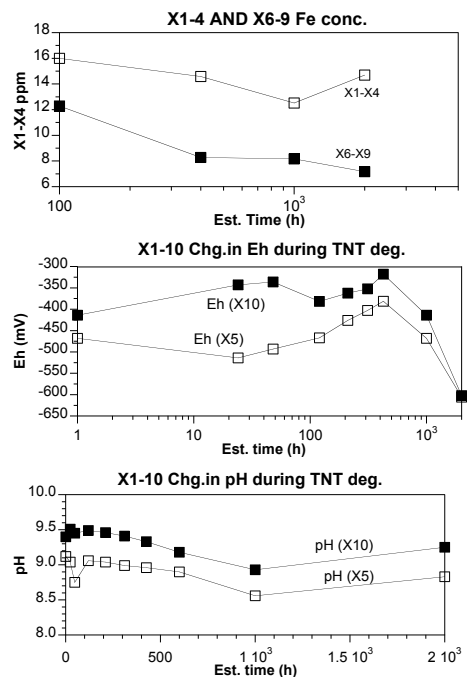 X1-4 AND X6-9 Fe conc.
18
16
14
12
10
8
6
X1-X4 ppm
X1-X4
X6-X9
100
10³
Est. Time (h)
X1-10 Chg.in Eh during TNT deg.
-300
-350
-400
-450
-500
-550
-600
-650
Eh (mV)
Eh (X10)
Eh (X5)
1
10
100
10³
Est. time (h)
X1-10 Chg.in pH during TNT deg.
10.0
9.5
9.0
8.5
8.0
pH
pH (X10)
pH (X5)
0
500
1 10³
1.5 10³
2 10³
Est. time (h)